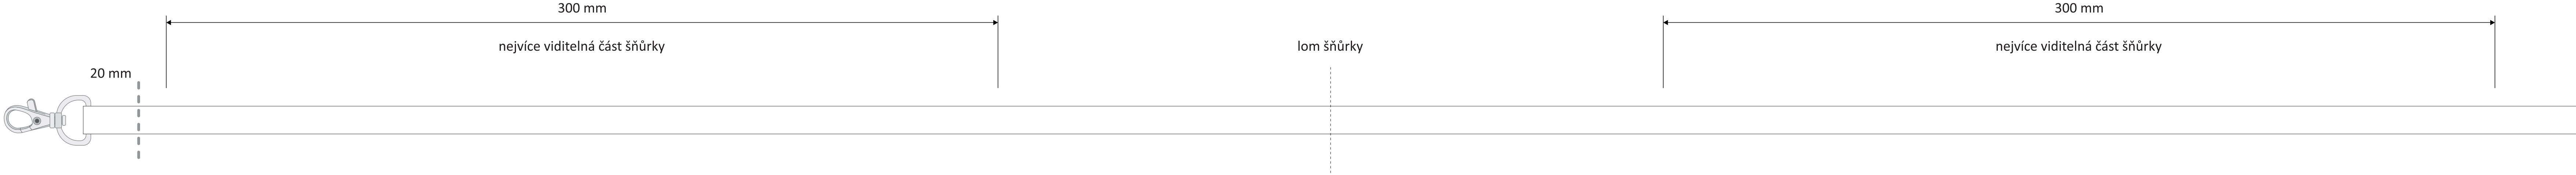 300 mm
300 mm
nejvíce viditelná část šňůrky
lom šňůrky
nejvíce viditelná část šňůrky
20 mm